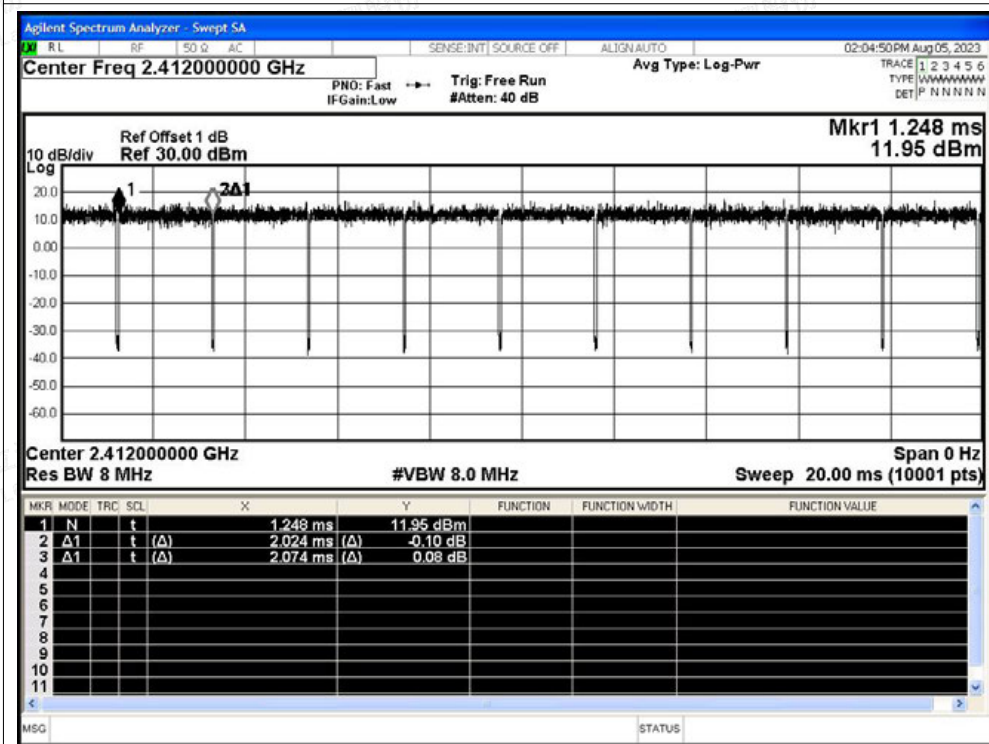 Agilent Spectrum Analyzer - Swept SA
LXI RL RF 50 Ω AC SENSE:INT SOURCE OFF ALIGN AUTO 02:04:50 PM Aug 05, 2023
Center Freq 2.412000000 GHz Avg Type: Log-Pwr TRACE 1 2 3 4 5 6
PNO: Fast Trig: Free Run TYPE WWWWWW
IFGain:Low #Atten: 40 dB DET P N N N N N
Mkr1 1.248 ms
Ref Offset 1 dB
10 dB/div Ref 30.00 dBm 11.95 dBm
Log
20.0
1
2Δ1
10.0
0.00
-10.0
-20.0
-30.0
-40.0
-50.0
-60.0
Center 2.412000000 GHz Span 0 Hz
Res BW 8 MHz #VBW 8.0 MHz Sweep 20.00 ms (10001 pts)
MKR MODE TRC SCL X Y FUNCTION FUNCTION WIDTH FUNCTION VALUE
1 N t 1.248 ms 11.95 dBm
2 Δ1 t (Δ) 2.024 ms (Δ) -0.10 dB
3 Δ1 t (Δ) 2.074 ms (Δ) 0.08 dB
4
5
6
7
8
9
10
11
MSG STATUS